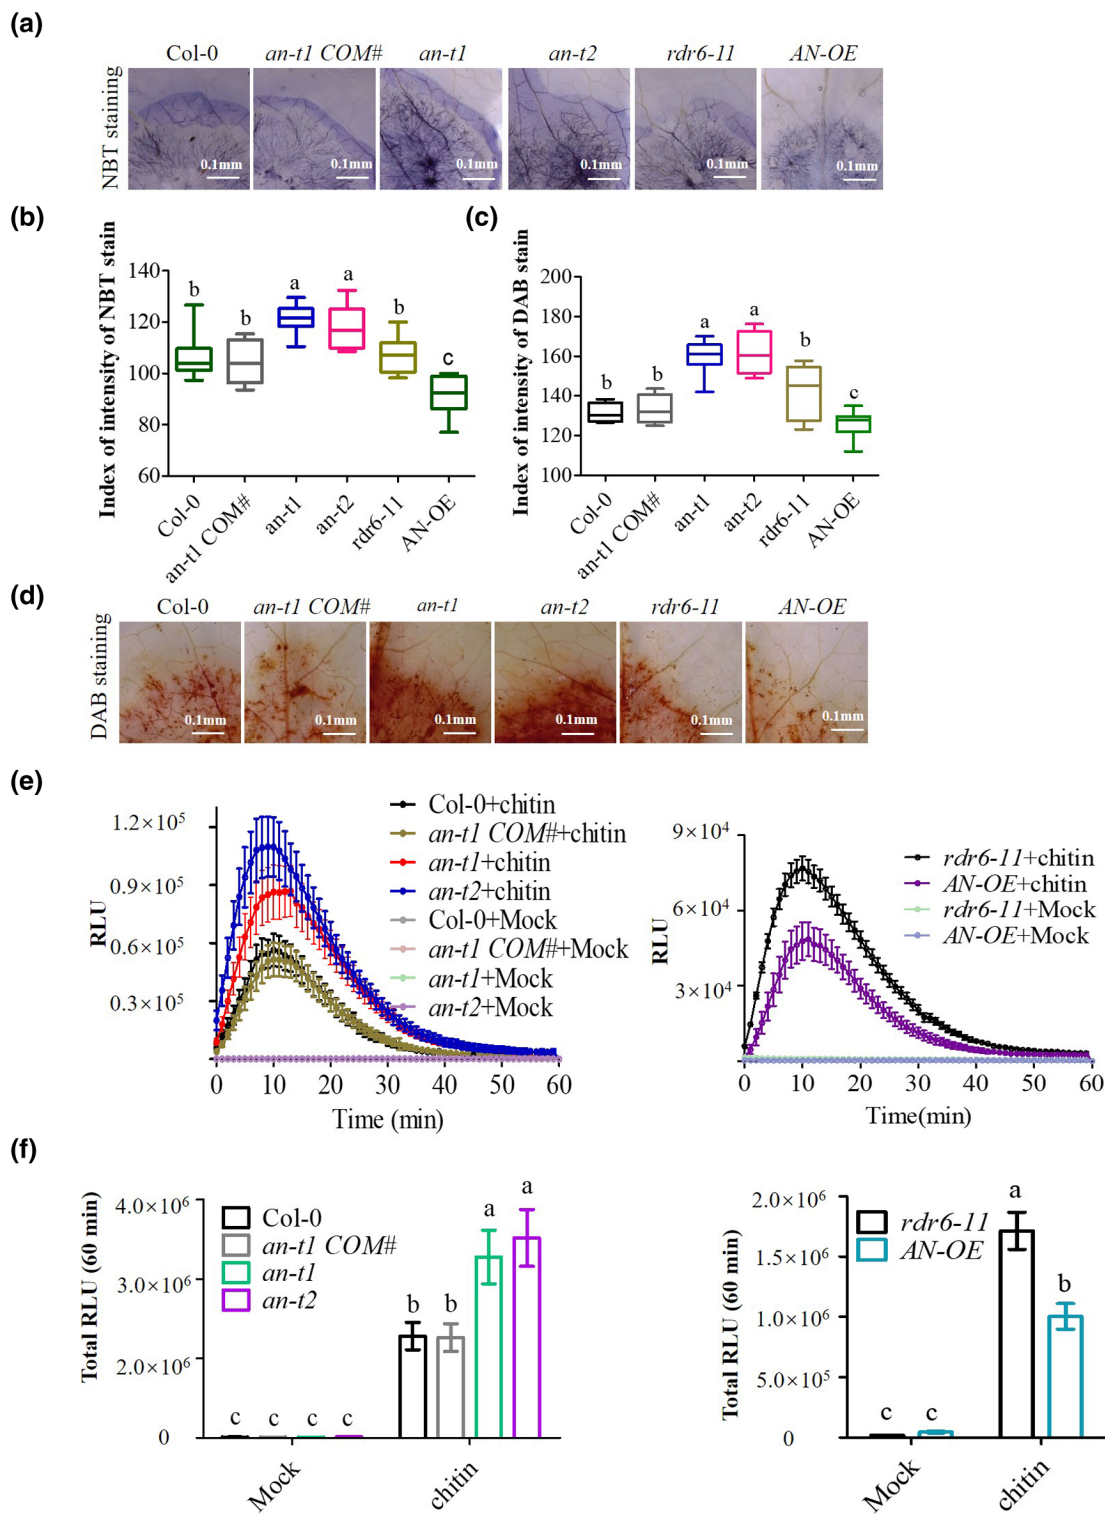 (a)
Col-0 an-t1 COM# an-t1 an-t2 rdr6-11 AN-OE
NBT staining
0.1mm 0.1mm 0.1mm 0.1mm 0.1mm 0.1mm
(b)
Index of intensity of NBT stain
140
120
100
80
60
b b a a b c
Col-0 an-t1 COM# an-t1 an-t2 rdr6-11 AN-OE
(c)
Index of intensity of DAB stain
200
180
160
140
120
100
b b a a b c
Col-0 an-t1 COM# an-t1 an-t2 rdr6-11 AN-OE
(d)
Col-0 an-t1 COM# an-t1 an-t2 rdr6-11 AN-OE
DAB staining
0.1mm 0.1mm 0.1mm 0.1mm 0.1mm 0.1mm
(e)
RLU
1.2×10⁵
0.9×10⁵
0.6×10⁵
0.3×10⁵
Col-0+chitin
an-t1 COM#+chitin
an-t1+chitin
an-t2+chitin
Col-0+Mock
an-t1 COM#+Mock
an-t1+Mock
an-t2+Mock
0 10 20 30 40 50 60
Time (min)
RLU
9×10⁴
6×10⁴
3×10⁴
rdr6-11+chitin
AN-OE+chitin
rdr6-11+Mock
AN-OE+Mock
0 10 20 30 40 50 60
Time(min)
(f)
Total RLU (60 min)
4.0×10⁶
3.0×10⁶
2.0×10⁶
0
Col-0
an-t1 COM#
an-t1
an-t2
c c c c b b a a
Mock chitin
Total RLU (60 min)
2.0×10⁶
1.5×10⁶
1.0×10⁶
5.0×10⁵
0
rdr6-11
AN-OE
c c a b
Mock chitin